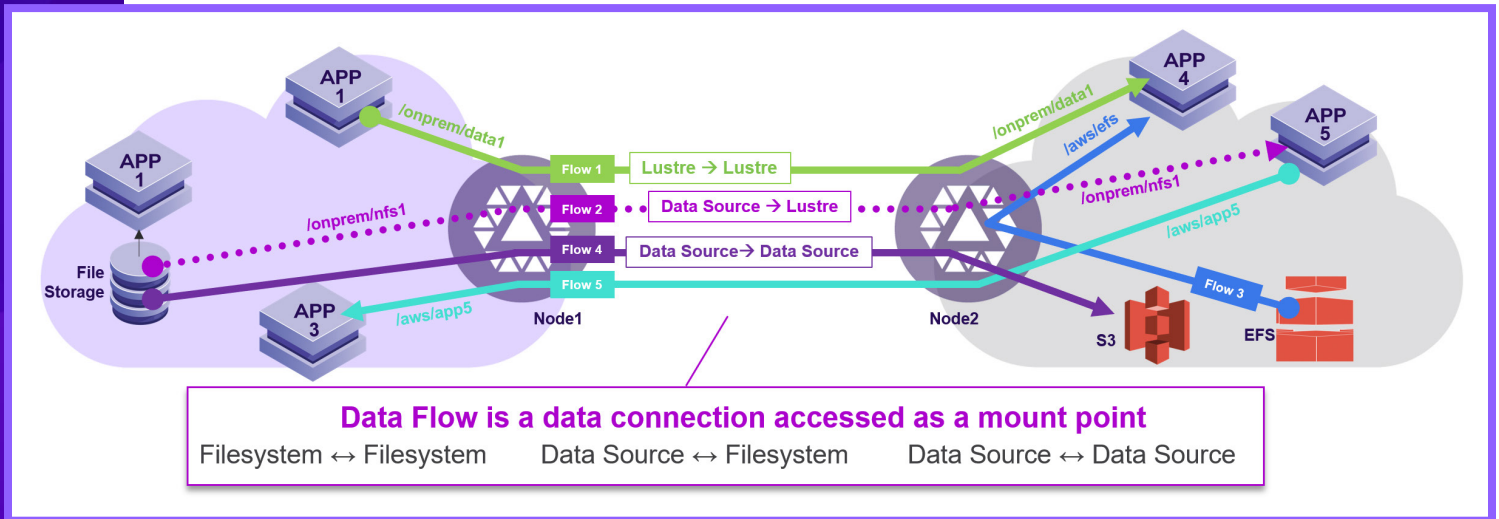 APP
1
/onprem/data1
APP
1
/onprem/nfs1
File
Storage
APP
3
/aws/app5
Node1
Flow 1
Lustre → Lustre
Flow 2
Data Source → Lustre
Flow 4
Data Source→ Data Source
Flow 5
Node2
/onprem/data1
APP
4
/aws/efs
APP
5
/onprem/nfs1
/aws/app5
Flow 3
S3
EFS
Data Flow is a data connection accessed as a mount point
Filesystem ↔ Filesystem Data Source ↔ Filesystem Data Source ↔ Data Source